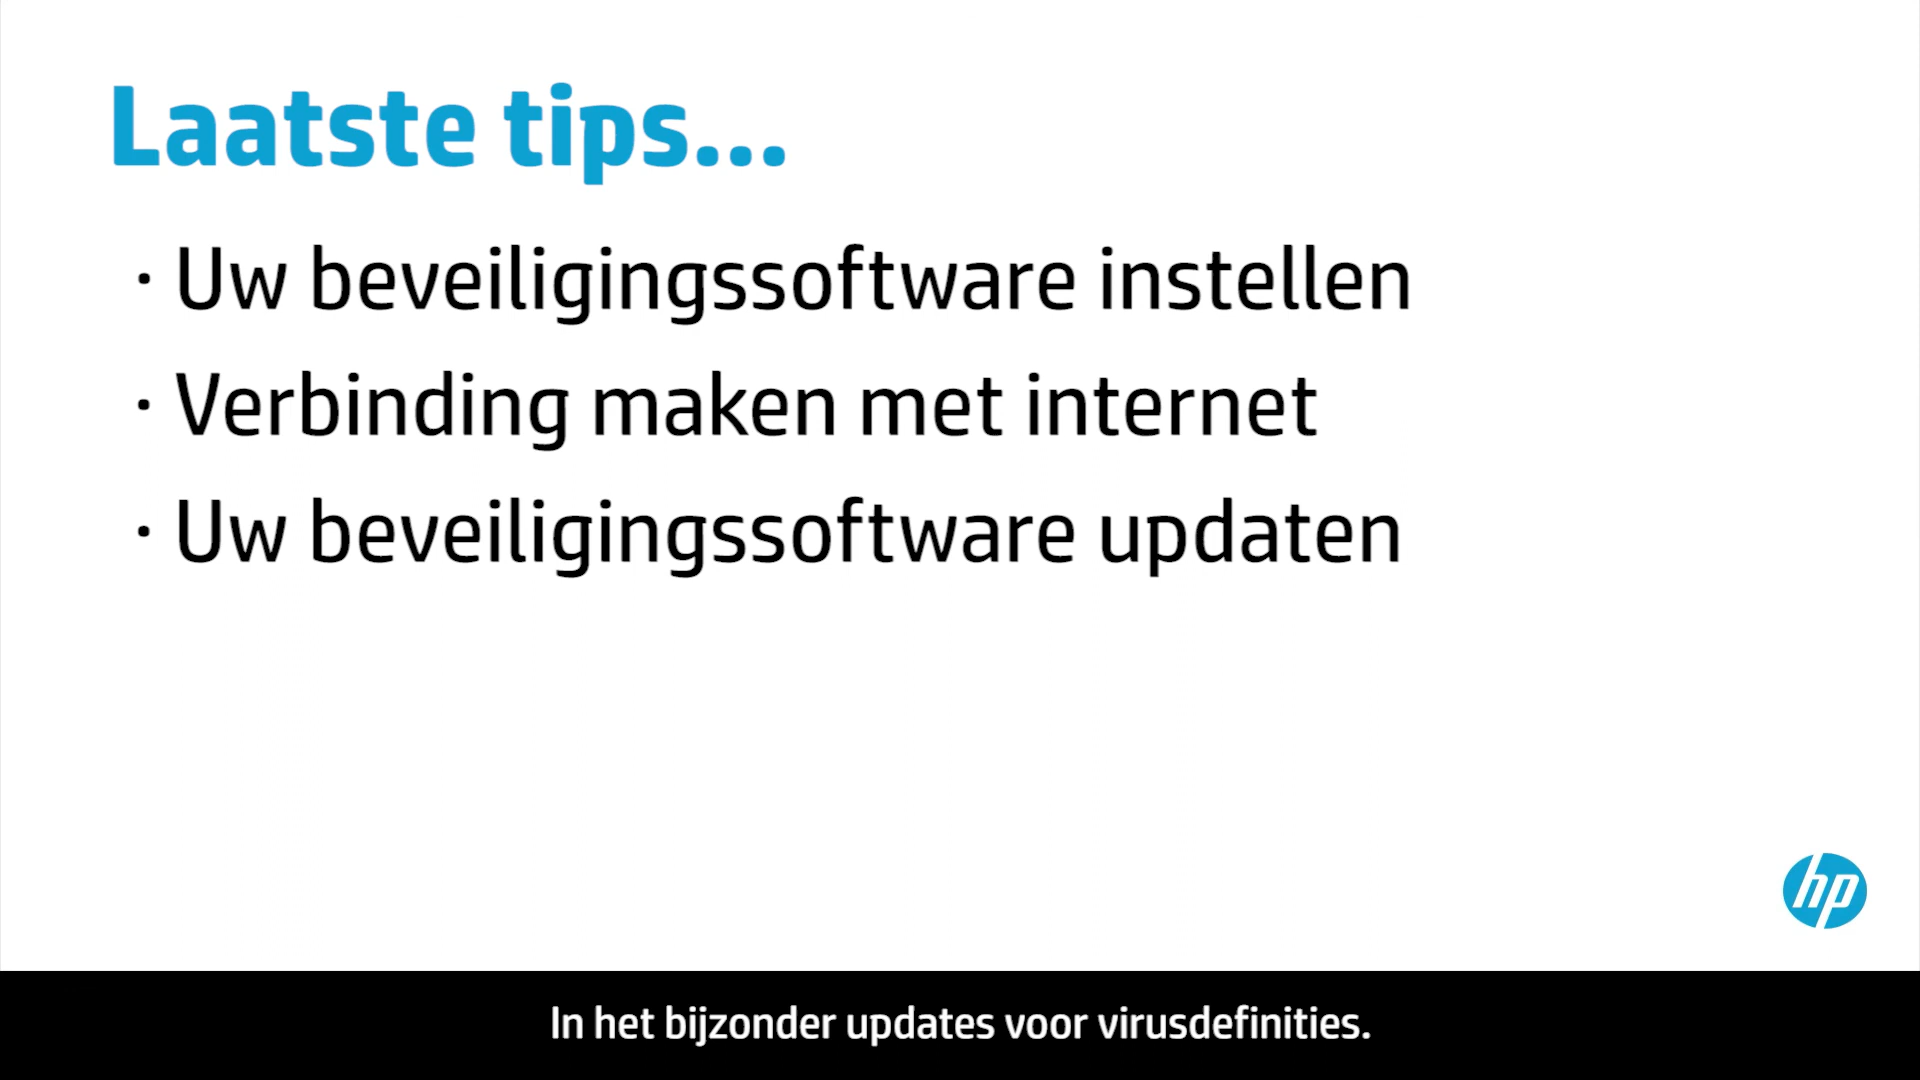 Laatste tips...
· Uw beveiligingssoftware instellen
· Verbinding maken met internet
· Uw beveiligingssoftware updaten
hp
In het bijzonder updates voor virusdefinities.